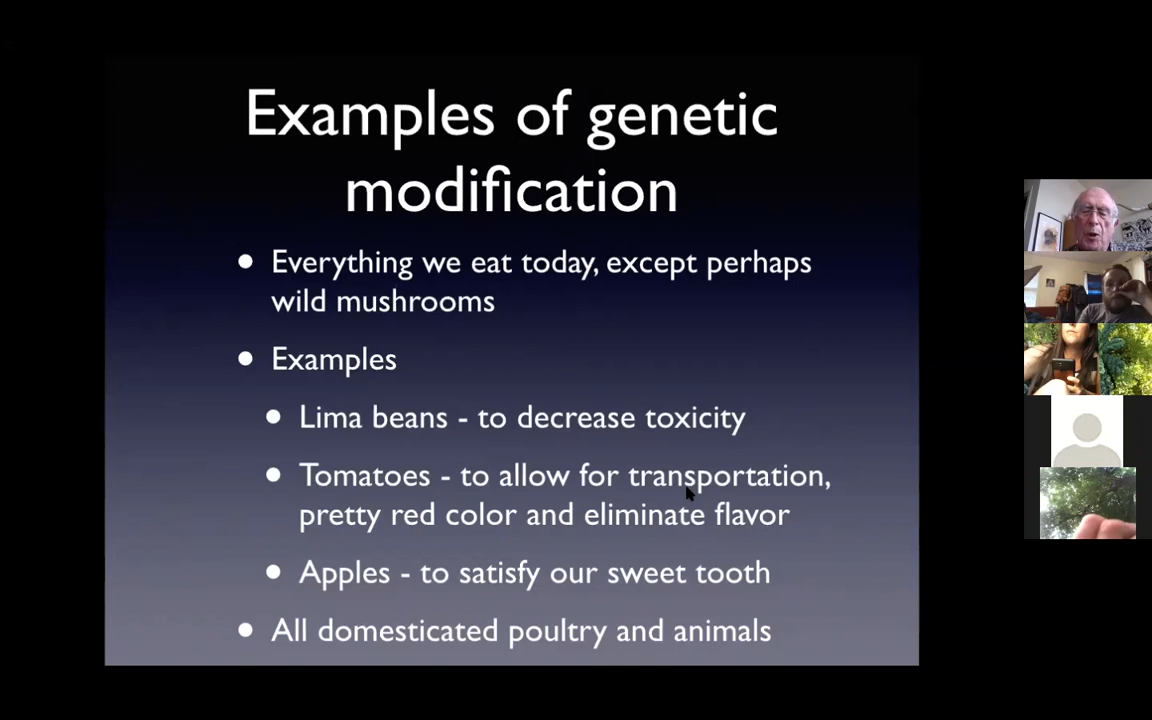 Examples of genetic
modification
• Everything we eat today, except perhaps
wild mushrooms
• Examples
• Lima beans - to decrease toxicity
• Tomatoes - to allow for transportation,
pretty red color and eliminate flavor
• Apples - to satisfy our sweet tooth
• All domesticated poultry and animals